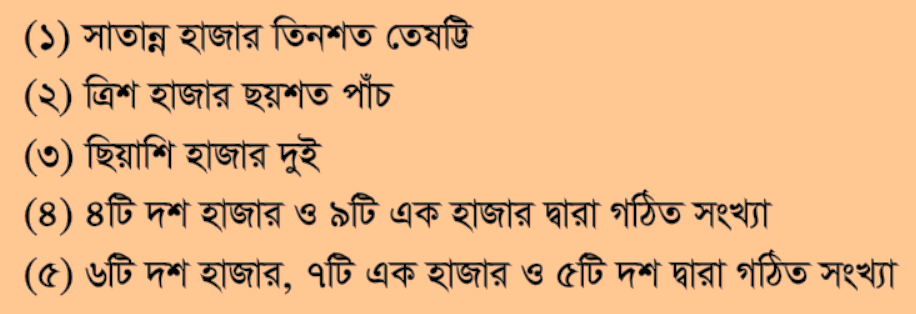 (১) সাতান্ন হাজার তিনশত তেষট্টি
(২) ত্রিশ হাজার ছয়শত পাঁচ
(৩) ছিয়াশি হাজার দুই
(৪) ৪টি দশ হাজার ও ৯টি এক হাজার দ্বারা গঠিত সংখ্যা
(৫) ৬টি দশ হাজার, ৭টি এক হাজার ও ৫টি দশ দ্বারা গঠিত সংখ্যা